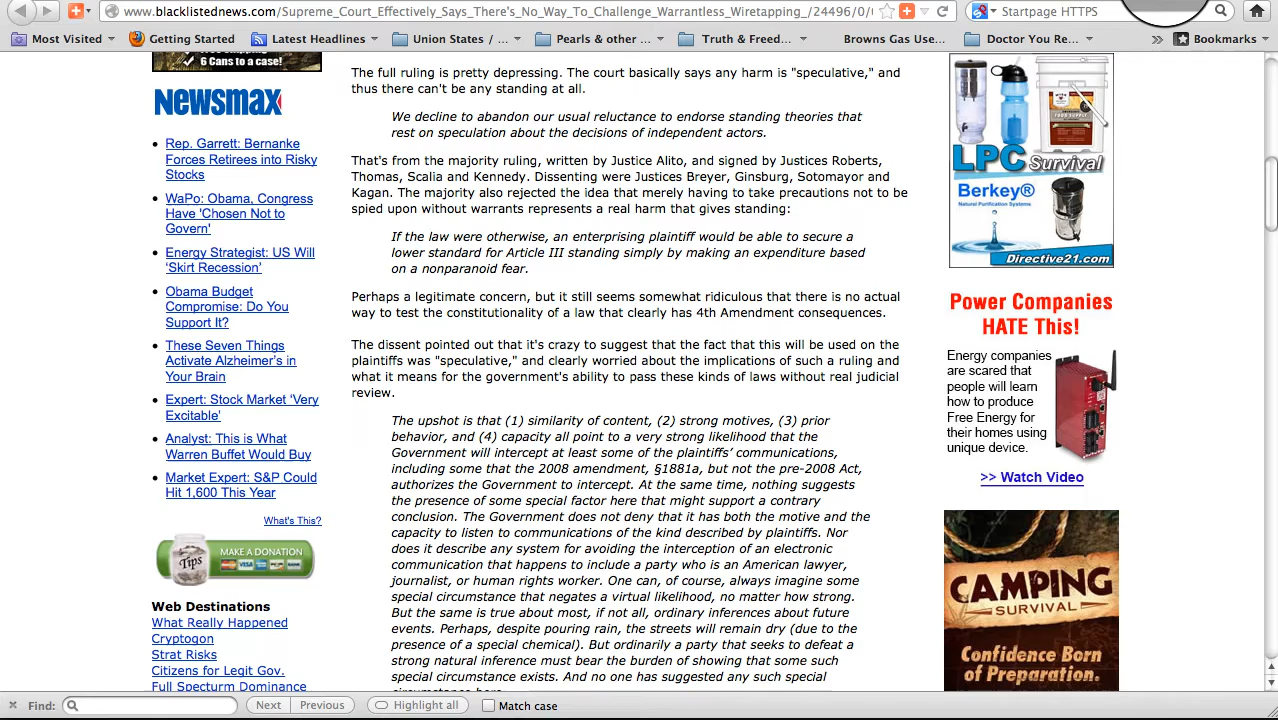 www.blacklistednews.com/Supreme_Court_Effectively_Says_There's_No_Way_To_Challenge_Warrantless_Wiretapping_/24496/0/
Startpage HTTPS
Most Visited
Getting Started
Latest Headlines
Union States / ...
Pearls & other ...
Truth & Freed...
Browns Gas Use...
Doctor You Re...
Bookmarks
6 Cans to a case!
Newsmax
Rep. Garrett: Bernanke
Forces Retirees into Risky
Stocks
WaPo: Obama, Congress
Have 'Chosen Not to
Govern'
Energy Strategist: US Will
'Skirt Recession'
Obama Budget
Compromise: Do You
Support It?
These Seven Things
Activate Alzheimer's in
Your Brain
Expert: Stock Market 'Very
Excitable'
Analyst: This is What
Warren Buffet Would Buy
Market Expert: S&P Could
Hit 1,600 This Year
What's This?
Tips
MAKE A DONATION
Web Destinations
What Really Happened
Cryptogon
Strat Risks
Citizens for Legit Gov.
Full Specturm Dominance
The full ruling is pretty depressing. The court basically says any harm is "speculative," and
thus there can't be any standing at all.
We decline to abandon our usual reluctance to endorse standing theories that
rest on speculation about the decisions of independent actors.
That's from the majority ruling, written by Justice Alito, and signed by Justices Roberts,
Thomas, Scalia and Kennedy. Dissenting were Justices Breyer, Ginsburg, Sotomayor and
Kagan. The majority also rejected the idea that merely having to take precautions not to be
spied upon without warrants represents a real harm that gives standing:
If the law were otherwise, an enterprising plaintiff would be able to secure a
lower standard for Article III standing simply by making an expenditure based
on a nonparanoid fear.
Perhaps a legitimate concern, but it still seems somewhat ridiculous that there is no actual
way to test the constitutionality of a law that clearly has 4th Amendment consequences.
The dissent pointed out that it's crazy to suggest that the fact that this will be used on the
plaintiffs was "speculative," and clearly worried about the implications of such a ruling and
what it means for the government's ability to pass these kinds of laws without real judicial
review.
The upshot is that (1) similarity of content, (2) strong motives, (3) prior
behavior, and (4) capacity all point to a very strong likelihood that the
Government will intercept at least some of the plaintiffs' communications,
including some that the 2008 amendment, §1881a, but not the pre-2008 Act,
authorizes the Government to intercept. At the same time, nothing suggests
the presence of some special factor here that might support a contrary
conclusion. The Government does not deny that it has both the motive and the
capacity to listen to communications of the kind described by plaintiffs. Nor
does it describe any system for avoiding the interception of an electronic
communication that happens to include a party who is an American lawyer,
journalist, or human rights worker. One can, of course, always imagine some
special circumstance that negates a virtual likelihood, no matter how strong.
But the same is true about most, if not all, ordinary inferences about future
events. Perhaps, despite pouring rain, the streets will remain dry (due to the
presence of a special chemical). But ordinarily a party that seeks to defeat a
strong natural inference must bear the burden of showing that some such
special circumstance exists. And no one has suggested any such special
LPC Survival
Berkey®
Natural Purification Systems
Directive21.com
Power Companies
HATE This!
Energy companies
are scared that
people will learn
how to produce
Free Energy for
their homes using
unique device.
>> Watch Video
CAMPING
SURVIVAL
Confidence Born
of Preparation.
Find:
Next
Previous
Highlight all
Match case